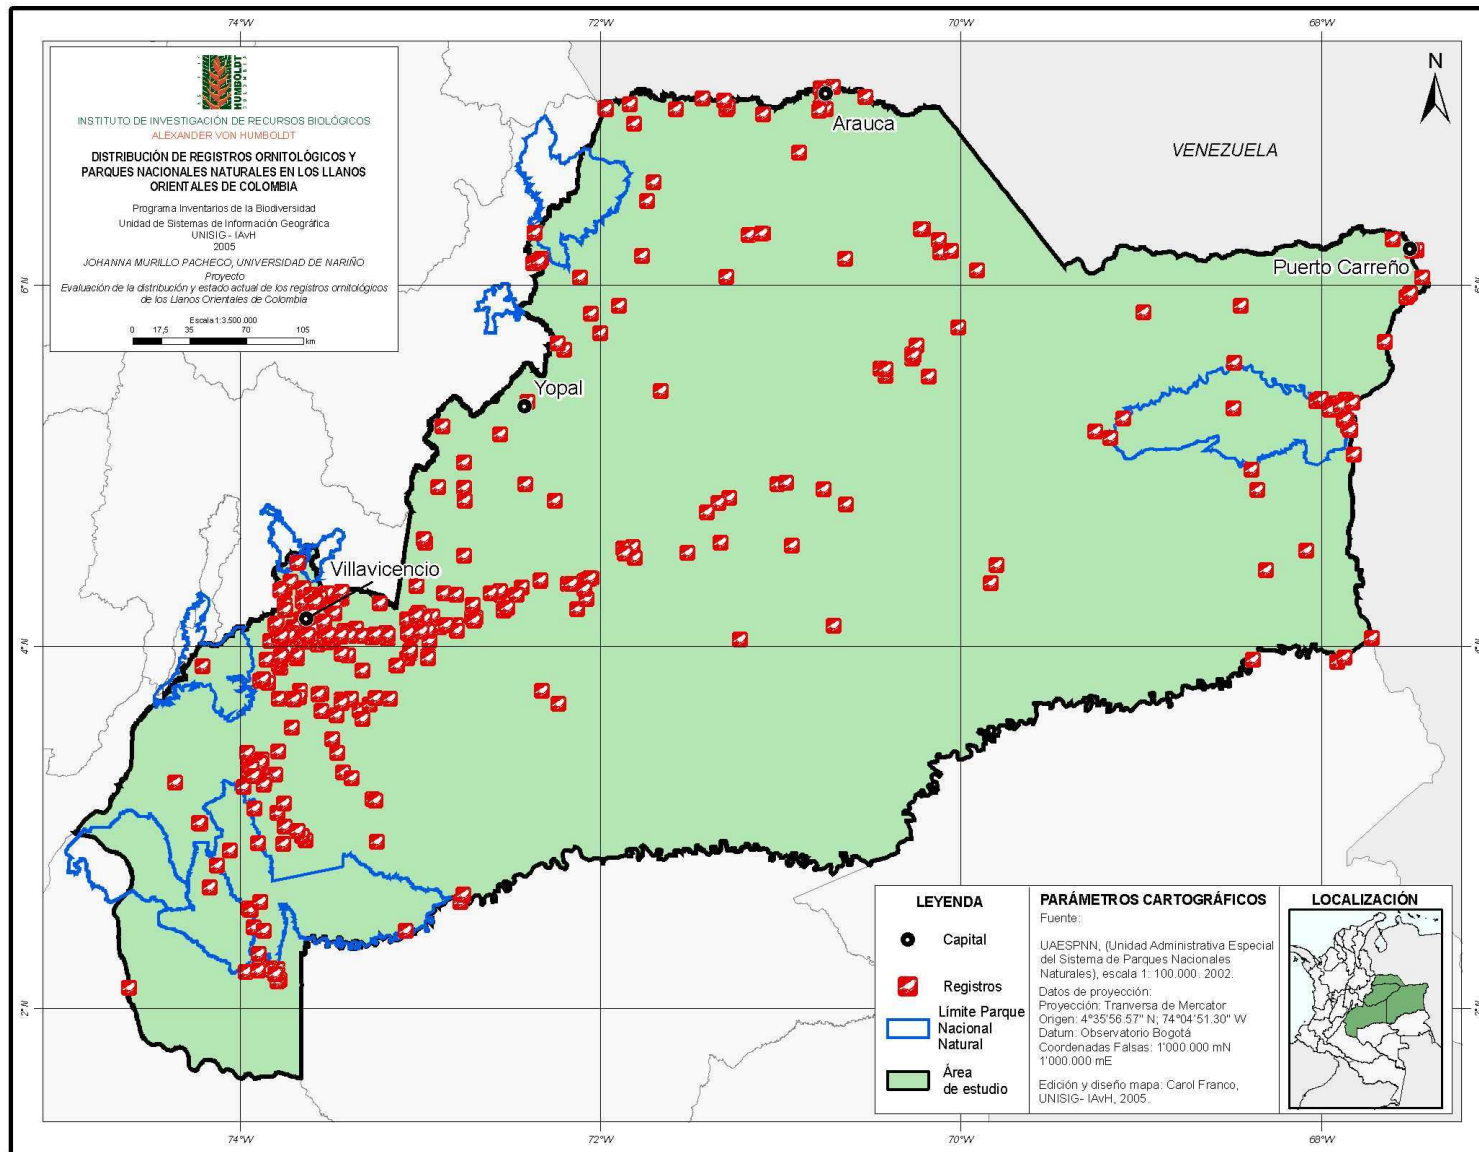 74°W
72°W
70°W
68°W
HUMBOLDT
COLOMBIA
INSTITUTO DE INVESTIGACIÓN DE RECURSOS BIOLÓGICOS
ALEXANDER VON HUMBOLDT
DISTRIBUCIÓN DE REGISTROS ORNITOLÓGICOS Y
PARQUES NACIONALES NATURALES EN LOS LLANOS
ORIENTALES DE COLOMBIA
Programa Inventarios de la Biodiversidad
Unidad de Sistemas de Información Geográfica
UNISIG - IAvH
2005
JOHANNA MURILLO PACHECO, UNIVERSIDAD DE NARIÑO
Proyecto
Evaluación de la distribución y estado actual de los registros ornitológicos
de los Llanos Orientales de Colombia
Escala 1:3.500.000
0 17,5 35 70 105
km
N
Arauca
VENEZUELA
Puerto Carreño
6°N
6°N
Yopal
Villavicencio
4°N
4°N
2°N
2°N
LEYENDA
Capital
Registros
Límite Parque
Nacional
Natural
Área
de estudio
PARÁMETROS CARTOGRÁFICOS
Fuente:
UAESPNN, (Unidad Administrativa Especial
del Sistema de Parques Nacionales
Naturales), escala 1: 100.000. 2002.
Datos de proyección:
Proyección: Tranversa de Mercator
Origen: 4°35'56.57" N; 74°04'51.30" W
Datum: Observatorio Bogotá
Coordenadas Falsas: 1'000.000 mN
1'000.000 mE
Edición y diseño mapa: Carol Franco,
UNISIG- IAvH, 2005.
LOCALIZACIÓN
74°W
72°W
70°W
68°W